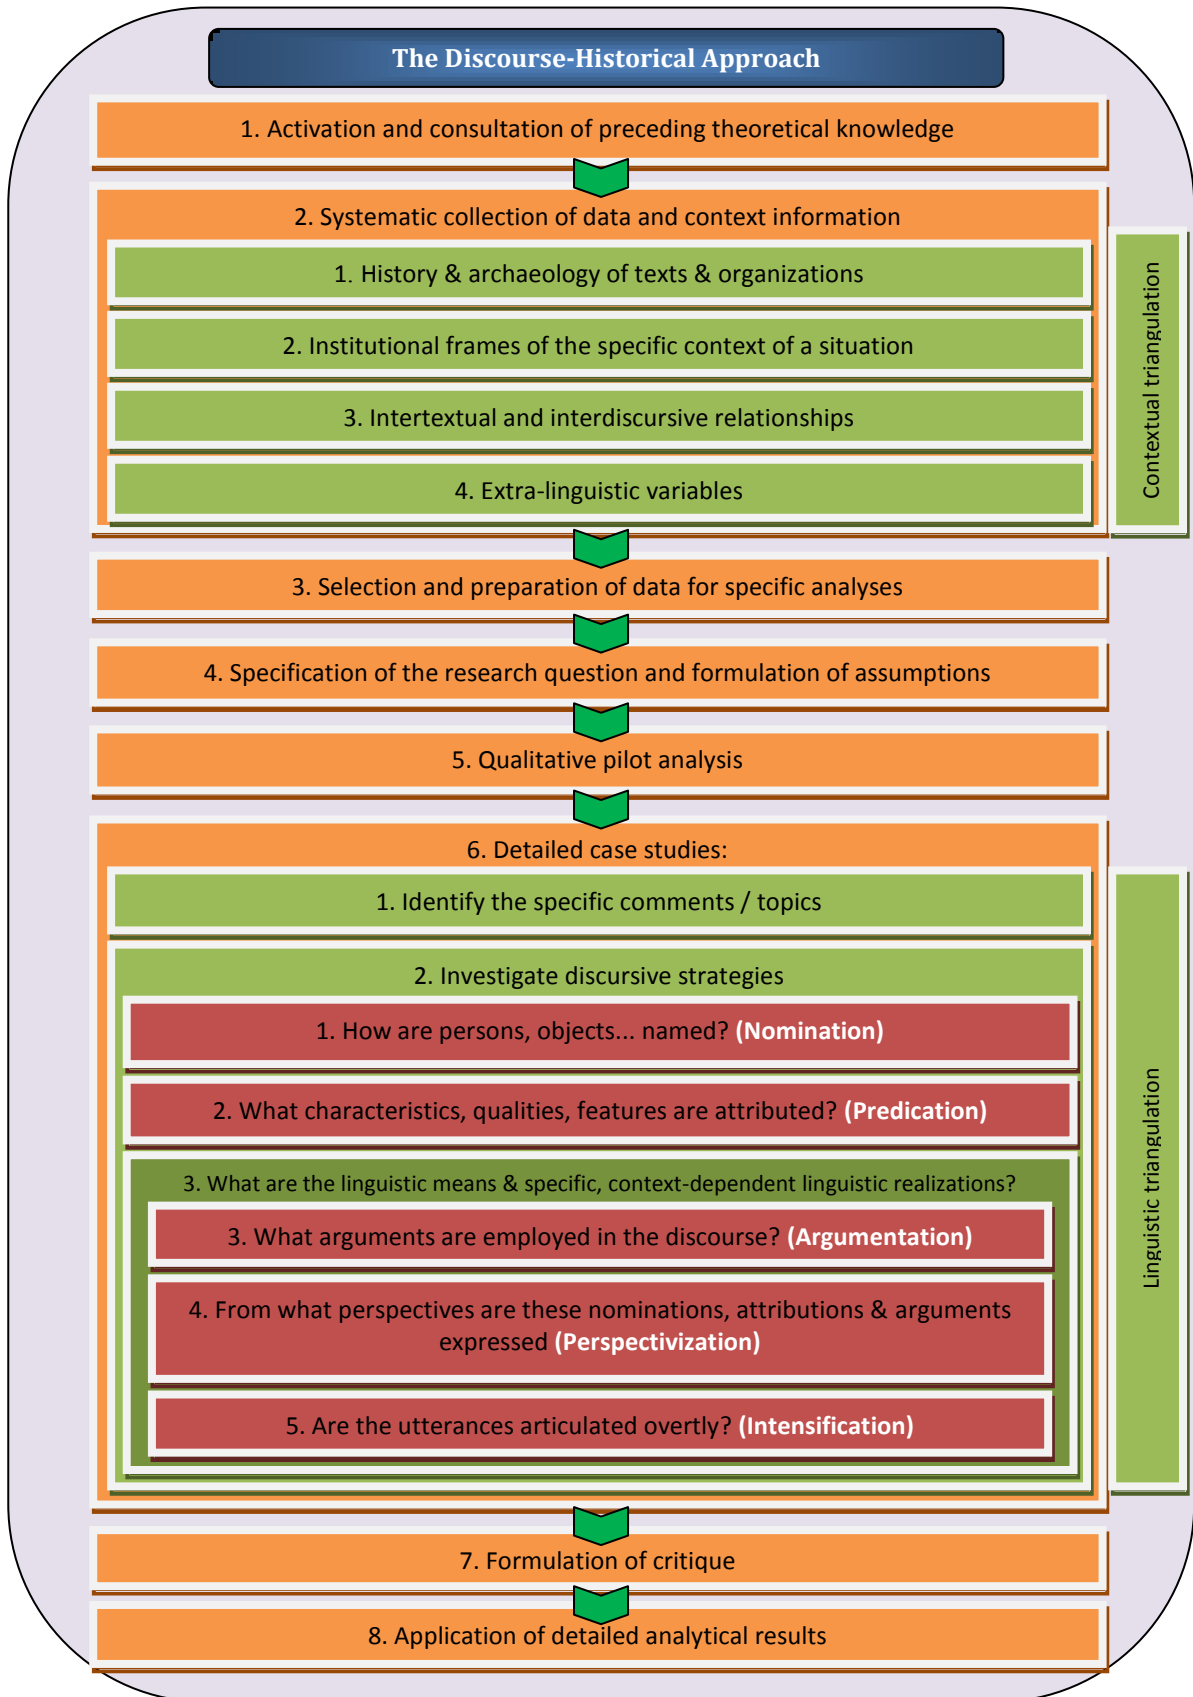 The Discourse-Historical Approach
1. Activation and consultation of preceding theoretical knowledge
2. Systematic collection of data and context information
1. History & archaeology of texts & organizations
2. Institutional frames of the specific context of a situation
3. Intertextual and interdiscursive relationships
4. Extra-linguistic variables
Contextual triangulation
3. Selection and preparation of data for specific analyses
4. Specification of the research question and formulation of assumptions
5. Qualitative pilot analysis
6. Detailed case studies:
1. Identify the specific comments / topics
2. Investigate discursive strategies
1. How are persons, objects... named? (Nomination)
2. What characteristics, qualities, features are attributed? (Predication)
3. What are the linguistic means & specific, context-dependent linguistic realizations?
3. What arguments are employed in the discourse? (Argumentation)
4. From what perspectives are these nominations, attributions & arguments
expressed (Perspectivization)
5. Are the utterances articulated overtly? (Intensification)
Linguistic triangulation
7. Formulation of critique
8. Application of detailed analytical results